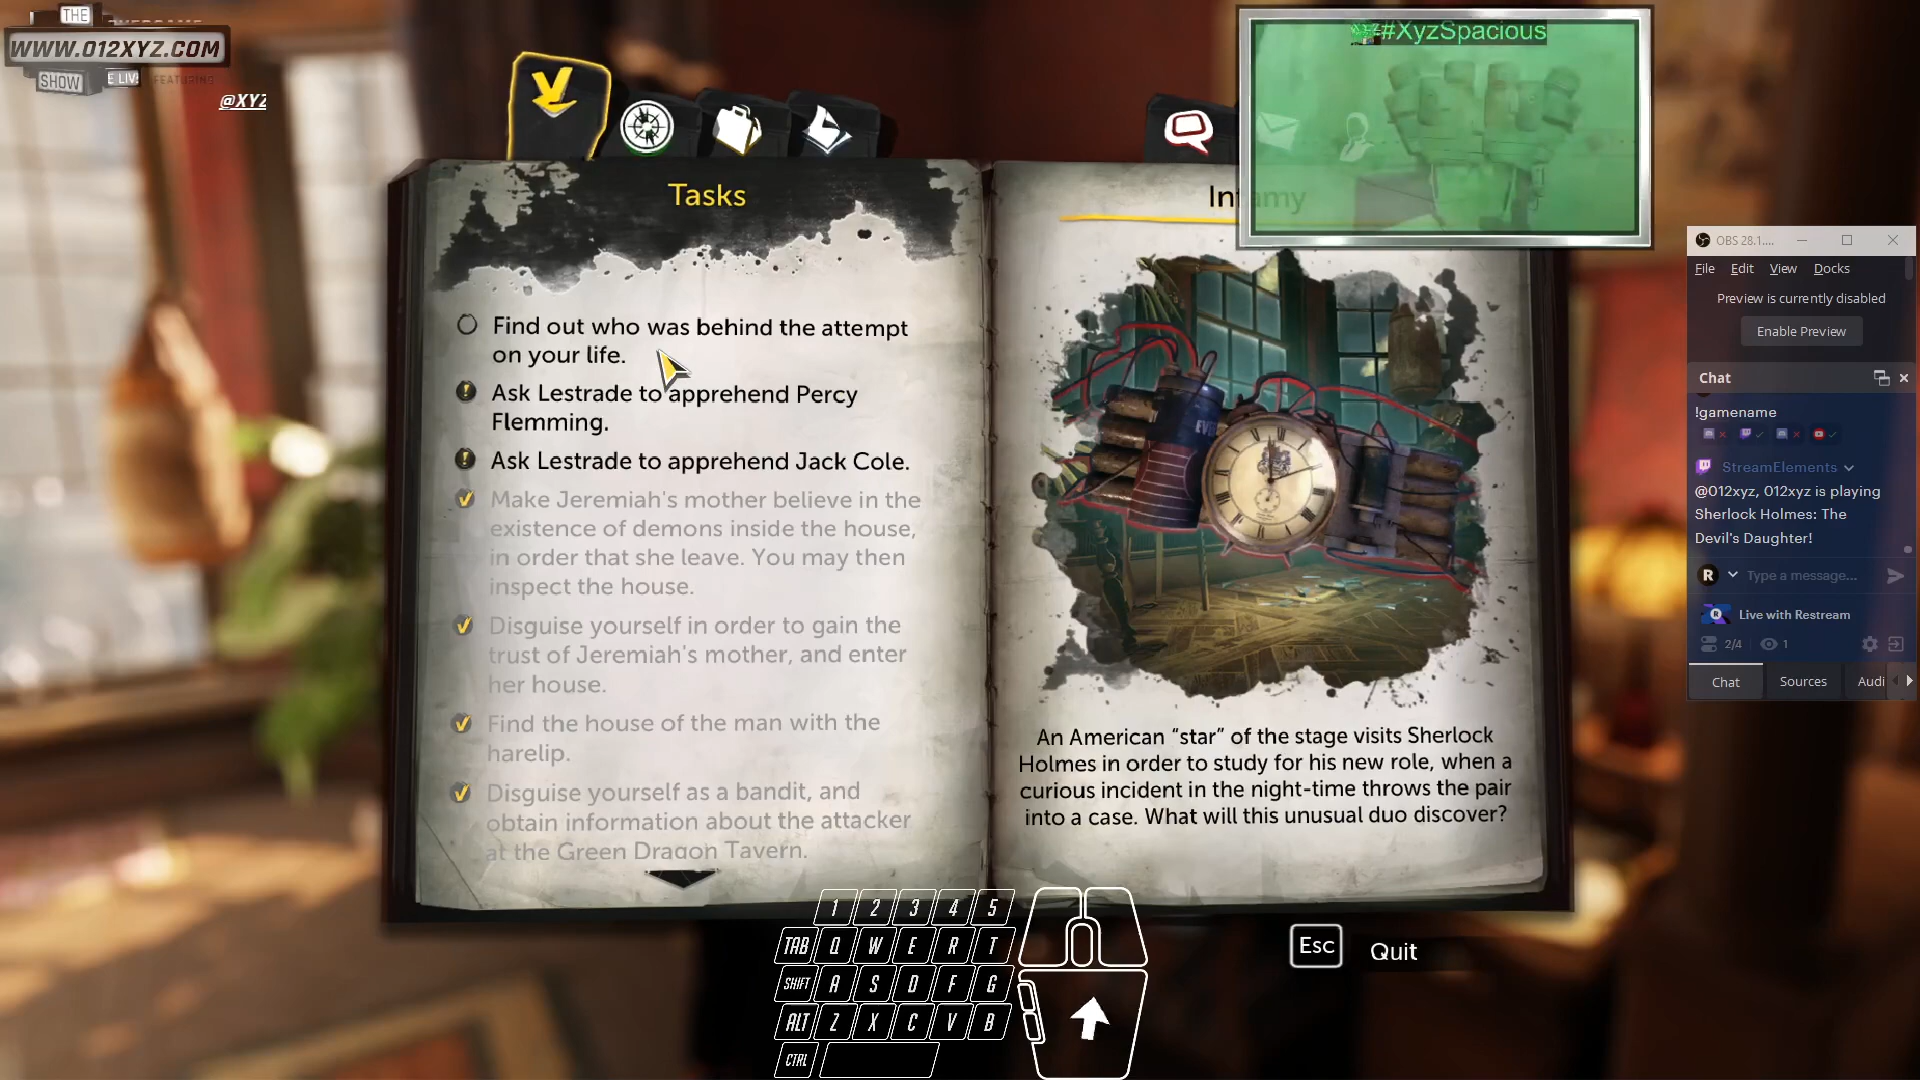 THE
WWW.012XYZ.COM
SHOW
E LIVE
FEATURING
@XYZ
##XyzSpacious
Tasks
Find out who was behind the attempt
on your life.
Ask Lestrade to apprehend Percy
Flemming.
Ask Lestrade to apprehend Jack Cole.
Make Jeremiah's mother believe in the
existence of demons inside the house,
in order that she leave. You may then
inspect the house.
Disguise yourself in order to gain the
trust of Jeremiah's mother, and enter
her house.
Find the house of the man with the
harelip.
Disguise yourself as a bandit, and
obtain information about the attacker
at the Green Dragon Tavern.
Infamy
An American “star” of the stage visits Sherlock
Holmes in order to study for his new role, when a
curious incident in the night-time throws the pair
into a case. What will this unusual duo discover?
Esc Quit
1 2 3 4 5
TAB Q W E R T
SHIFT A S D F G
ALT Z X C V B
CTRL
OBS 28.1....
File Edit View Docks
Preview is currently disabled
Enable Preview
Chat
!gamename
StreamElements
@012xyz, 012xyz is playing
Sherlock Holmes: The
Devil's Daughter!
R Type a message...
Live with Restream
2/4 1
Chat Sources Audi